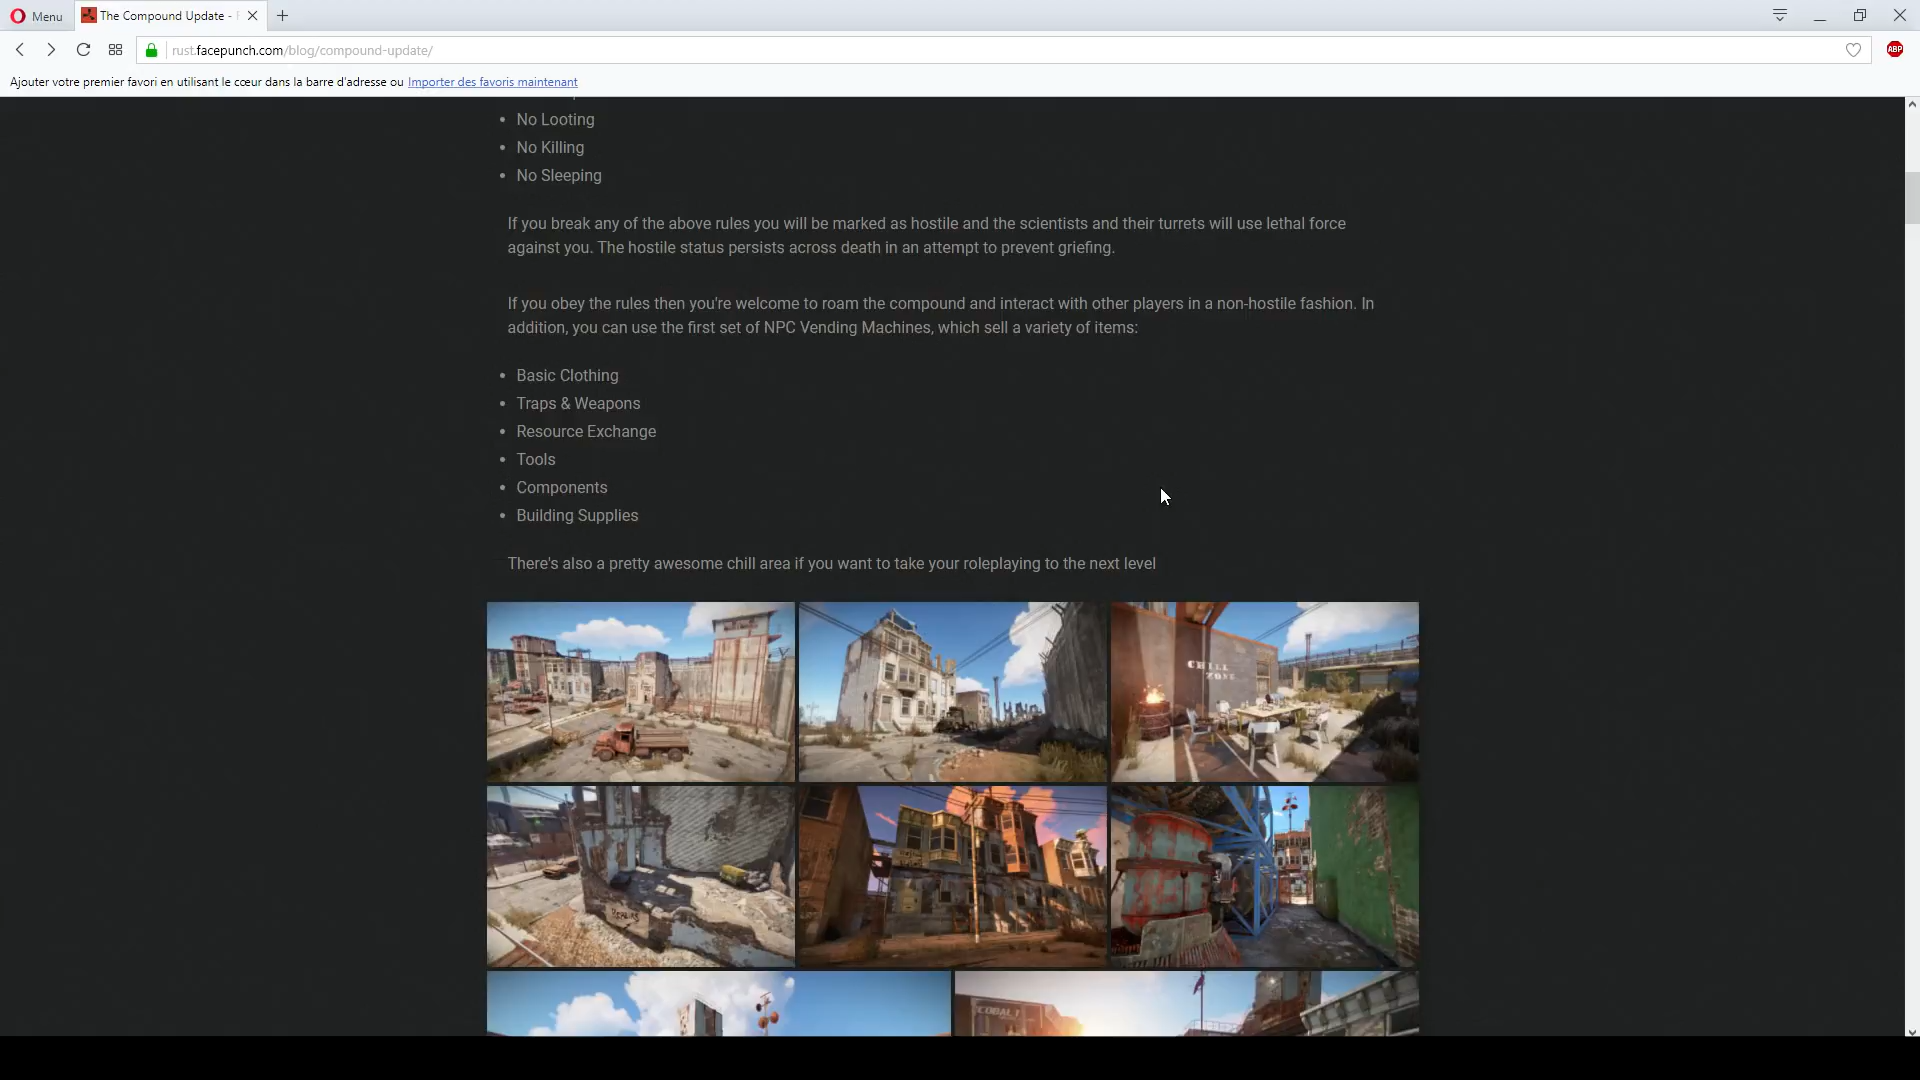 Menu
The Compound Update -
rust.facepunch.com/blog/compound-update/
ABP
Ajouter votre premier favori en utilisant le cœur dans la barre d'adresse ou Importer des favoris maintenant
No Looting
No Killing
No Sleeping
If you break any of the above rules you will be marked as hostile and the scientists and their turrets will use lethal force
against you. The hostile status persists across death in an attempt to prevent griefing.
If you obey the rules then you're welcome to roam the compound and interact with other players in a non-hostile fashion. In
addition, you can use the first set of NPC Vending Machines, which sell a variety of items:
Basic Clothing
Traps & Weapons
Resource Exchange
Tools
Components
Building Supplies
There's also a pretty awesome chill area if you want to take your roleplaying to the next level
CHILL
ZONE
COBALT